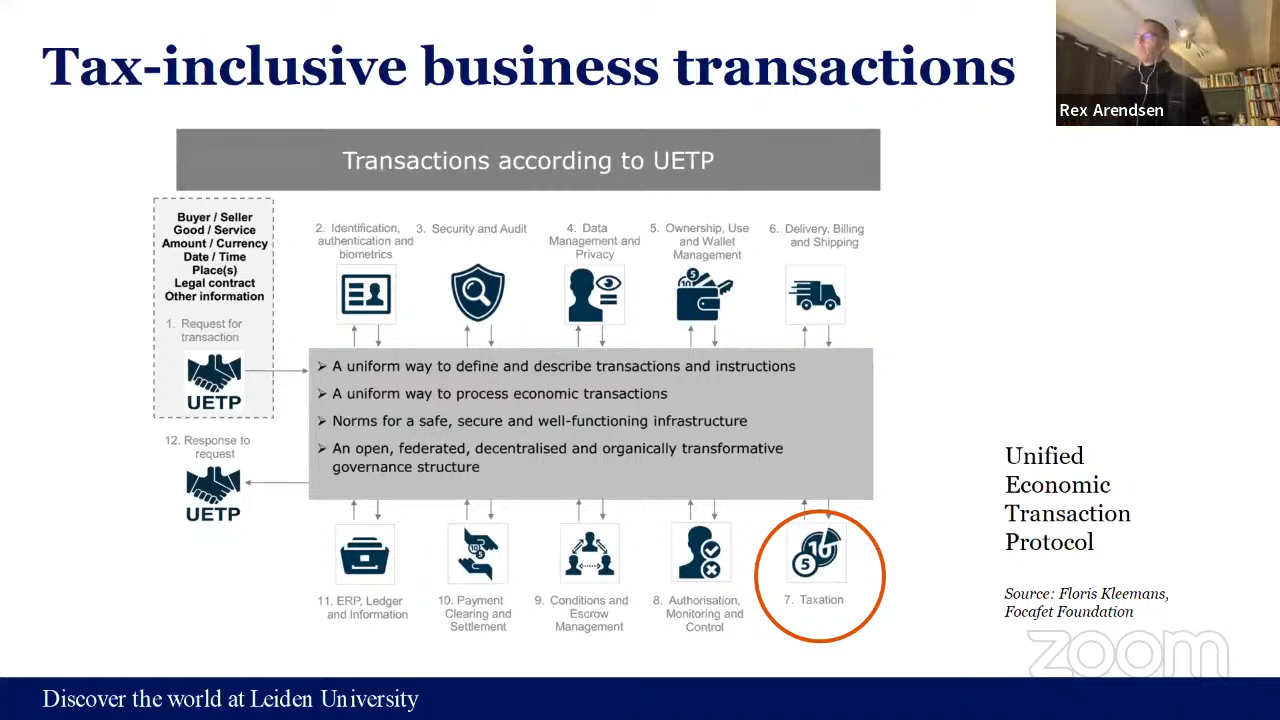 Tax-inclusive business transactions
Rex Arendsen
Transactions according to UETP
Buyer / Seller
Good / Service
Amount / Currency
Date / Time
Place(s)
Legal contract
Other information
1. Request for
transaction
UETP
2. Identification,
authentication and
biometrics
3. Security and Audit
4. Data
Management and
Privacy
5. Ownership, Use
and Wallet
Management
5
10
6. Delivery, Billing
and Shipping
➢ A uniform way to define and describe transactions and instructions
➢ A uniform way to process economic transactions
➢ Norms for a safe, secure and well-functioning infrastructure
➢ An open, federated, decentralised and organically transformative
governance structure
12. Response to
request
UETP
11. ERP, Ledger
and Information
10
5
10. Payment
Clearing and
Settlement
9. Conditions and
Escrow
Management
8. Authorisation,
Monitoring and
Control
10
5
7. Taxation
Unified
Economic
Transaction
Protocol
Source: Floris Kleemans,
Focafet Foundation
zoom
Discover the world at Leiden University